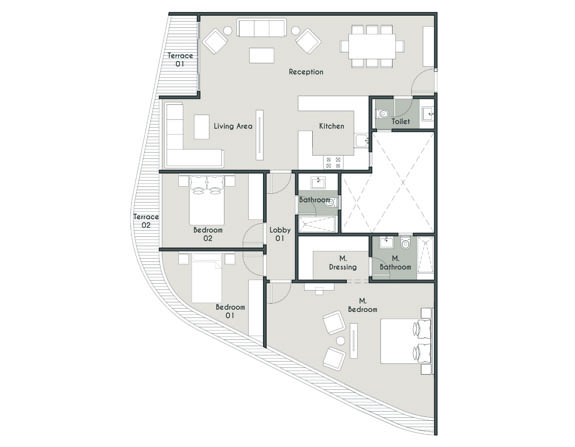 Terrace
01
Reception
Living Area
Kitchen
Toilet
Bathroom
Bedroom
02
Lobby
01
Terrace
02
M.
Dressing
M.
Bathroom
Bedroom
01
M.
Bedroom